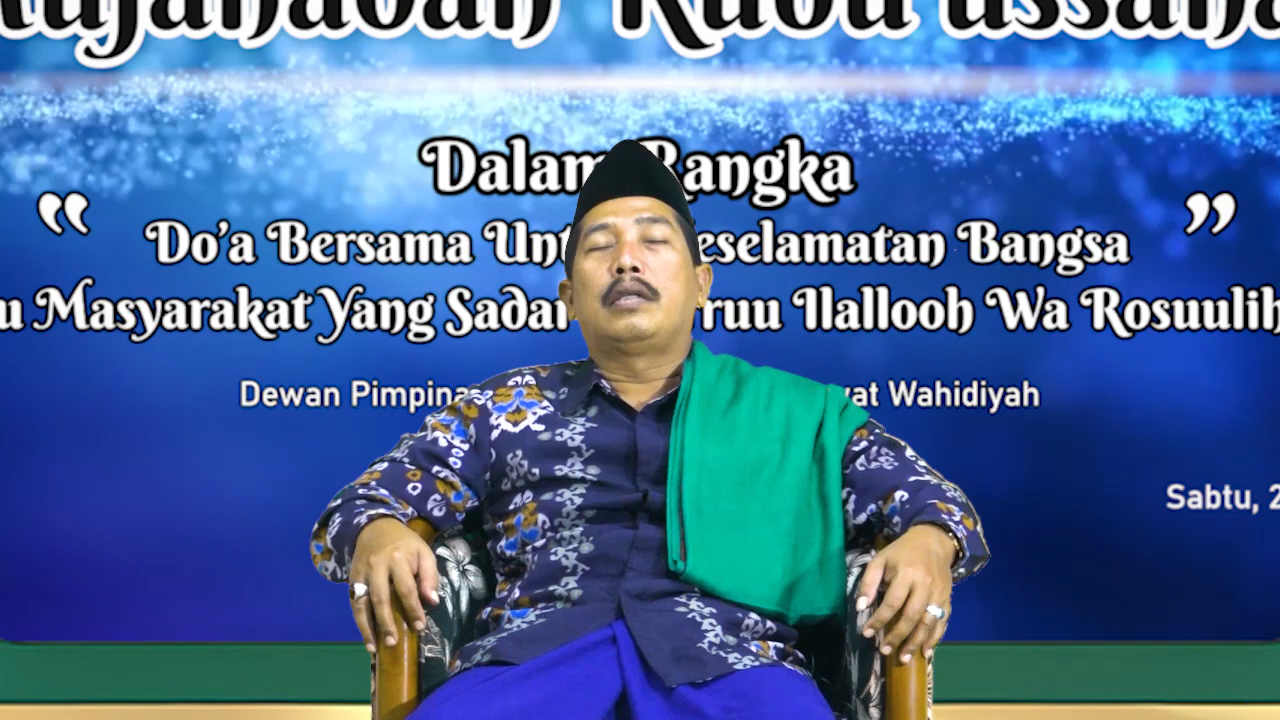 Dalam Rangka
“ ”
Do'a Bersama Unt eselamatan Bangsa
u Masyarakat Yang Sadar ruu Ilallooh Wa Rosuulih
Dewan Pimpina yat Wahidiyah
Sabtu, 2